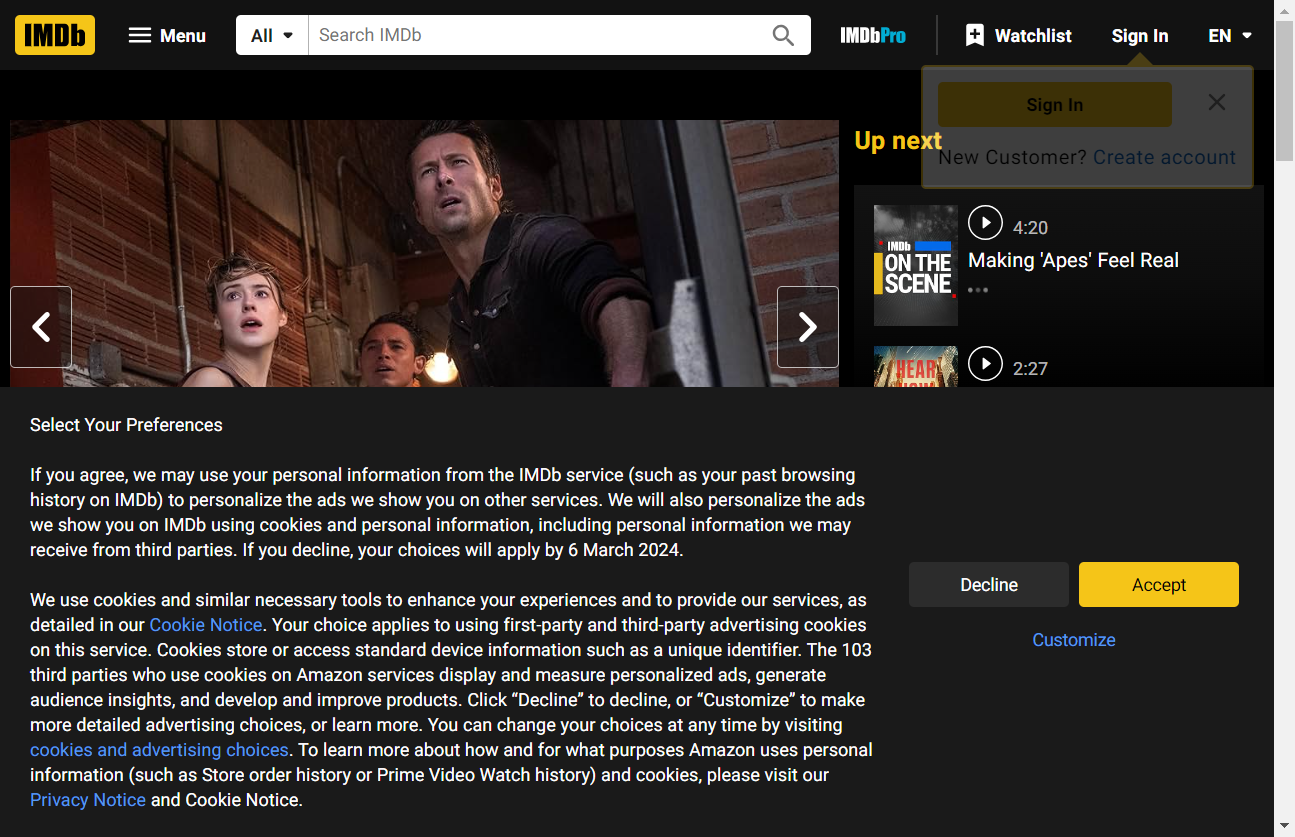 IMDb
Menu
All
Search IMDb
IMDbPro
Watchlist
Sign In
EN
Sign In
New Customer? Create account
Up next
IMDb
ON THE
SCENE
4:20
Making 'Apes' Feel Real
HEAR
2:27
Select Your Preferences
If you agree, we may use your personal information from the IMDb service (such as your past browsing
history on IMDb) to personalize the ads we show you on other services. We will also personalize the ads
we show you on IMDb using cookies and personal information, including personal information we may
receive from third parties. If you decline, your choices will apply by 6 March 2024.
We use cookies and similar necessary tools to enhance your experiences and to provide our services, as
detailed in our Cookie Notice. Your choice applies to using first-party and third-party advertising cookies
on this service. Cookies store or access standard device information such as a unique identifier. The 103
third parties who use cookies on Amazon services display and measure personalized ads, generate
audience insights, and develop and improve products. Click “Decline” to decline, or “Customize” to make
more detailed advertising choices, or learn more. You can change your choices at any time by visiting
cookies and advertising choices. To learn more about how and for what purposes Amazon uses personal
information (such as Store order history or Prime Video Watch history) and cookies, please visit our
Privacy Notice and Cookie Notice.
Decline
Accept
Customize